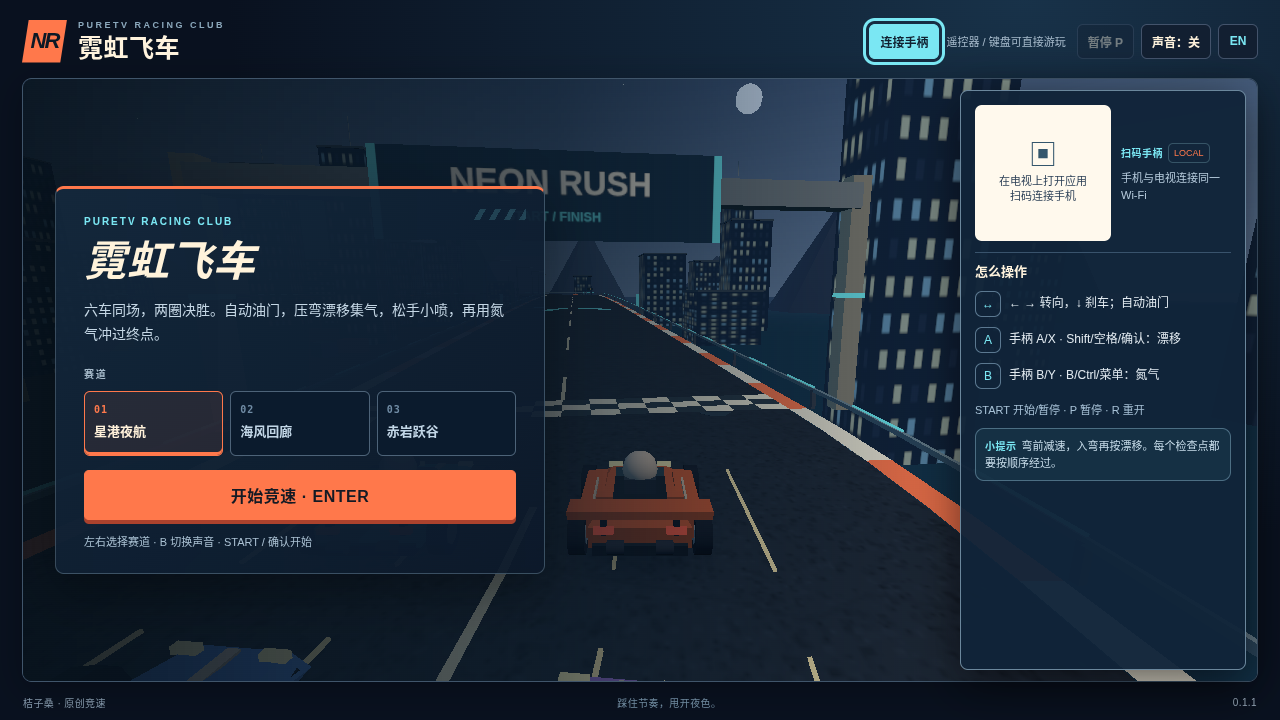 NR
PURETV RACING CLUB
霓虹飞车
连接手柄
遥控器 / 键盘可直接游玩
暂停 P
声音：关
EN
NEON RUSH
T / FINISH
PURETV RACING CLUB
霓虹飞车
六车同场，两圈决胜。自动油门，压弯漂移集气，松手小喷，再用氮
气冲过终点。
赛道
01
星港夜航
02
海风回廊
03
赤岩跃谷
开始竞速 · ENTER
左右选择赛道 · B 切换声音 · START / 确认开始
在电视上打开应用
扫码连接手机
扫码手柄
LOCAL
手机与电视连接同一
Wi-Fi
怎么操作
↔
← → 转向，↓ 刹车；自动油门
A
手柄 A/X · Shift/空格/确认：漂移
B
手柄 B/Y · B/Ctrl/菜单：氮气
START 开始/暂停 · P 暂停 · R 重开
小提示 弯前减速，入弯再按漂移。每个检查点都
要按顺序经过。
桔子桑 · 原创竞速
踩住节奏，甩开夜色。
0.1.1